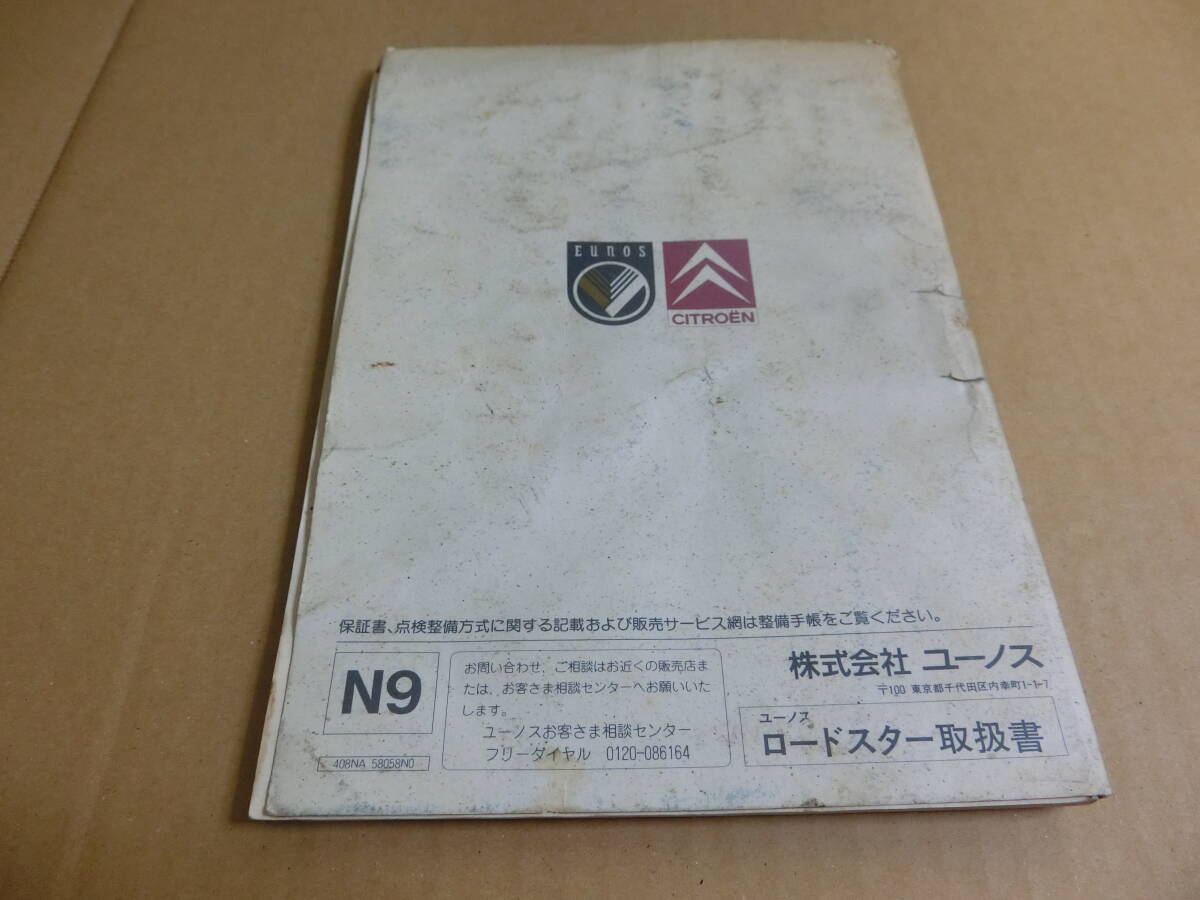 EUNOS
CITROËN
保証書、点検整備方式に関する記載および販売サービス網は整備手帳をご覧ください。
N9
408NA 58058N0
お問い合わせ、ご相談はお近くの販売店ま
たは、お客さま相談センターへお願いいた
します。
ユーノスお客さま相談センター
フリーダイヤル 0120-086164
株式会社 ユーノス
〒100 東京都千代田区内幸町1-1-7
ユーノス
ロードスター取扱書